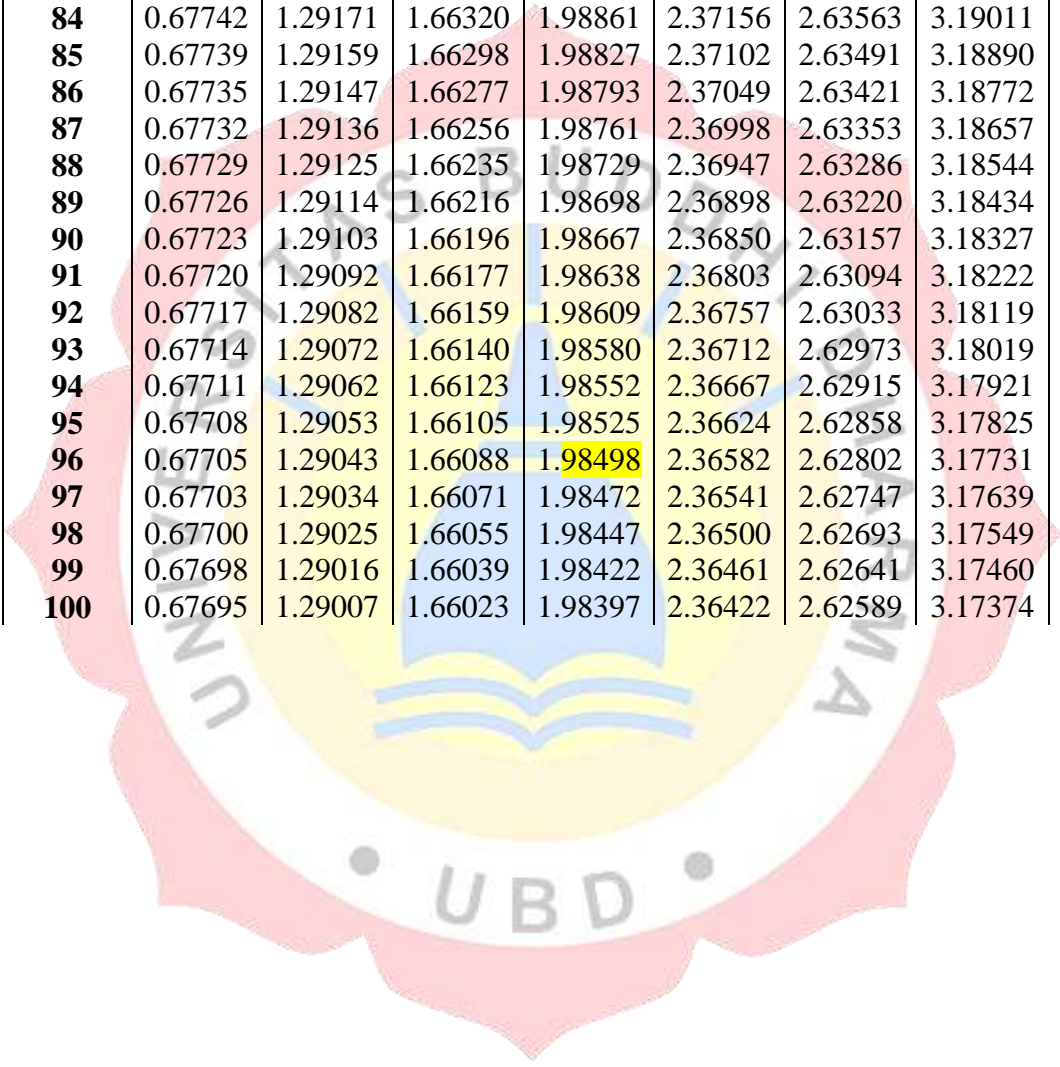 84 0.67742 1.29171 1.66320 1.98861 2.37156 2.63563 3.19011
85 0.67739 1.29159 1.66298 1.98827 2.37102 2.63491 3.18890
86 0.67735 1.29147 1.66277 1.98793 2.37049 2.63421 3.18772
87 0.67732 1.29136 1.66256 1.98761 2.36998 2.63353 3.18657
88 0.67729 1.29125 1.66235 1.98729 2.36947 2.63286 3.18544
89 0.67726 1.29114 1.66216 1.98698 2.36898 2.63220 3.18434
90 0.67723 1.29103 1.66196 1.98667 2.36850 2.63157 3.18327
91 0.67720 1.29092 1.66177 1.98638 2.36803 2.63094 3.18222
92 0.67717 1.29082 1.66159 1.98609 2.36757 2.63033 3.18119
93 0.67714 1.29072 1.66140 1.98580 2.36712 2.62973 3.18019
94 0.67711 1.29062 1.66123 1.98552 2.36667 2.62915 3.17921
95 0.67708 1.29053 1.66105 1.98525 2.36624 2.62858 3.17825
96 0.67705 1.29043 1.66088 1.98498 2.36582 2.62802 3.17731
97 0.67703 1.29034 1.66071 1.98472 2.36541 2.62747 3.17639
98 0.67700 1.29025 1.66055 1.98447 2.36500 2.62693 3.17549
99 0.67698 1.29016 1.66039 1.98422 2.36461 2.62641 3.17460
100 0.67695 1.29007 1.66023 1.98397 2.36422 2.62589 3.17374
UNIVERSITAS BUDDHI DHARMA
• UBD •